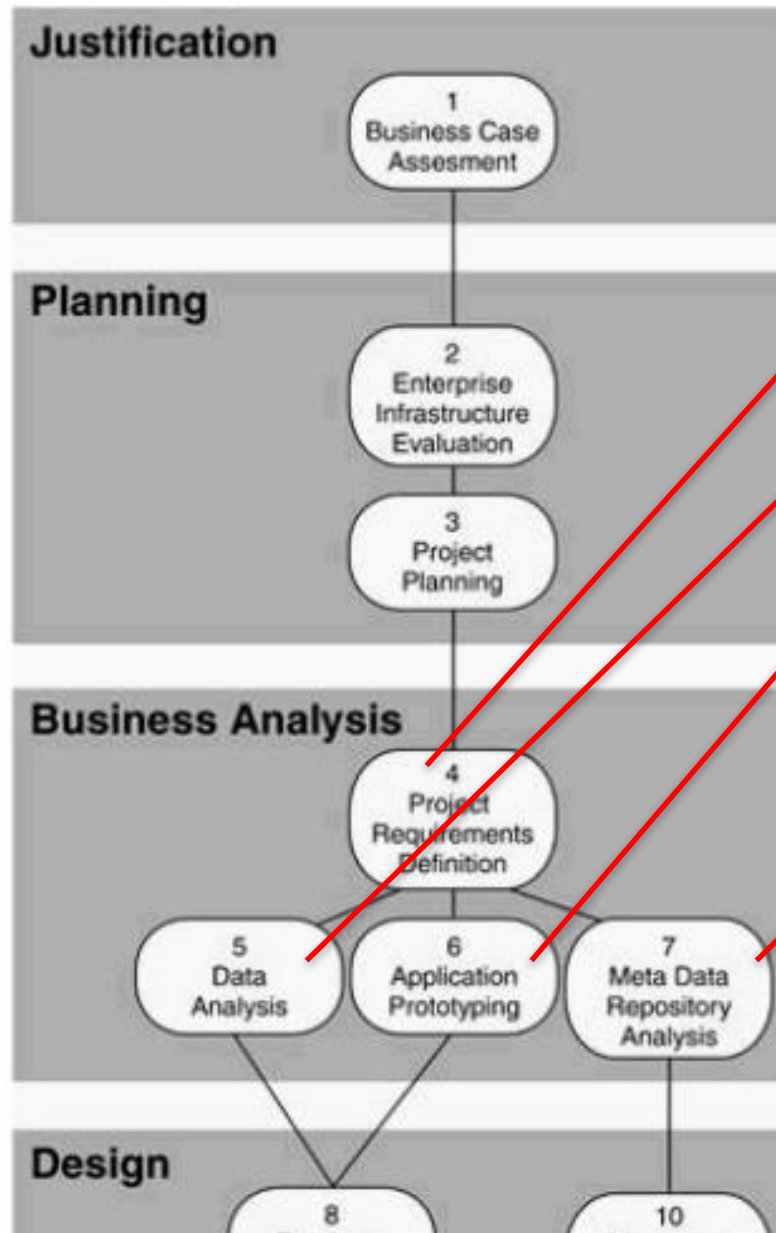 Justification
1
Business Case
Assesment
Planning
2
Enterprise
Infrastructure
Evaluation
3
Project
Planning
Business Analysis
4
Project
Requirements
Definition
5
Data
Analysis
6
Application
Prototyping
7
Meta Data
Repository
Analysis
Design
8
10